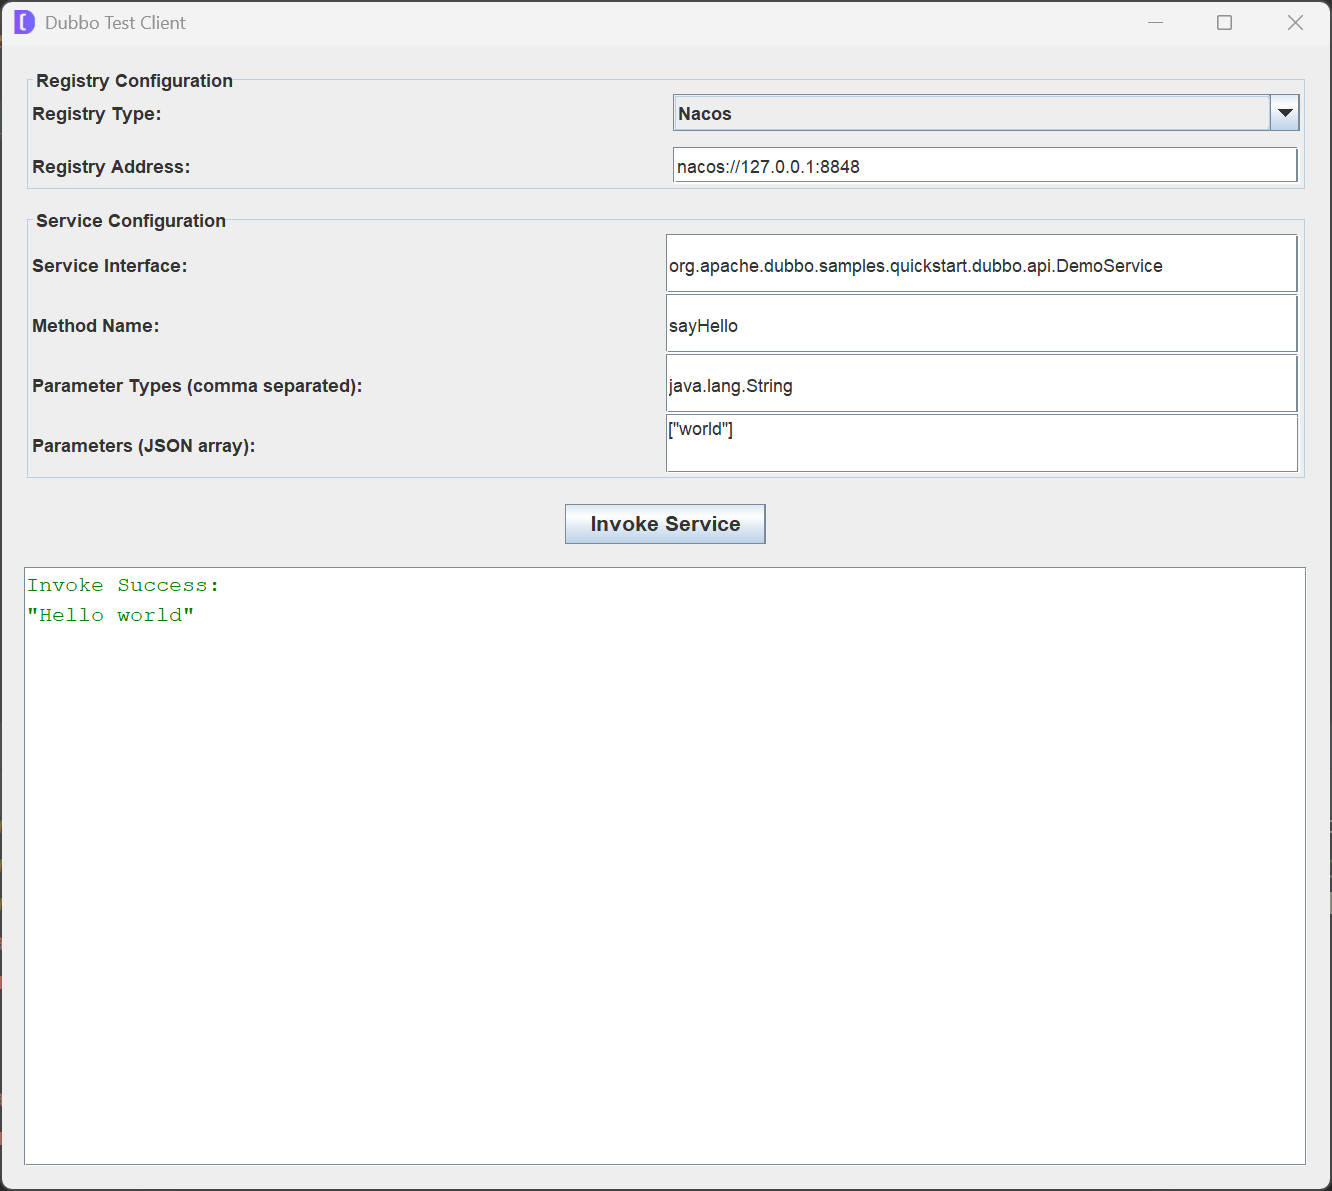 Dubbo Test Client
Registry Configuration
Registry Type:
Nacos
Registry Address:
nacos://127.0.0.1:8848
Service Configuration
Service Interface:
org.apache.dubbo.samples.quickstart.dubbo.api.DemoService
Method Name:
sayHello
Parameter Types (comma separated):
java.lang.String
Parameters (JSON array):
["world"]
Invoke Service
Invoke Success:
"Hello world"